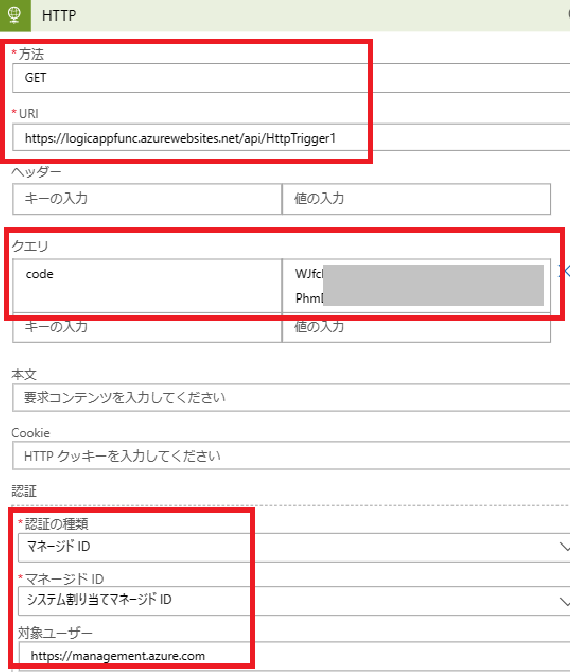 HTTP
*方法
GET
*URI
https://logicappfunc.azurewebsites.net/api/HttpTrigger1
ヘッダー
キーの入力 値の入力
クエリ
code WJfc
Phm
キーの入力 値の入力
本文
要求コンテンツを入力してください
Cookie
HTTP クッキーを入力してください
認証
*認証の種類
マネージド ID
*マネージド ID
システム割り当てマネージド ID
対象ユーザー
https://management.azure.com